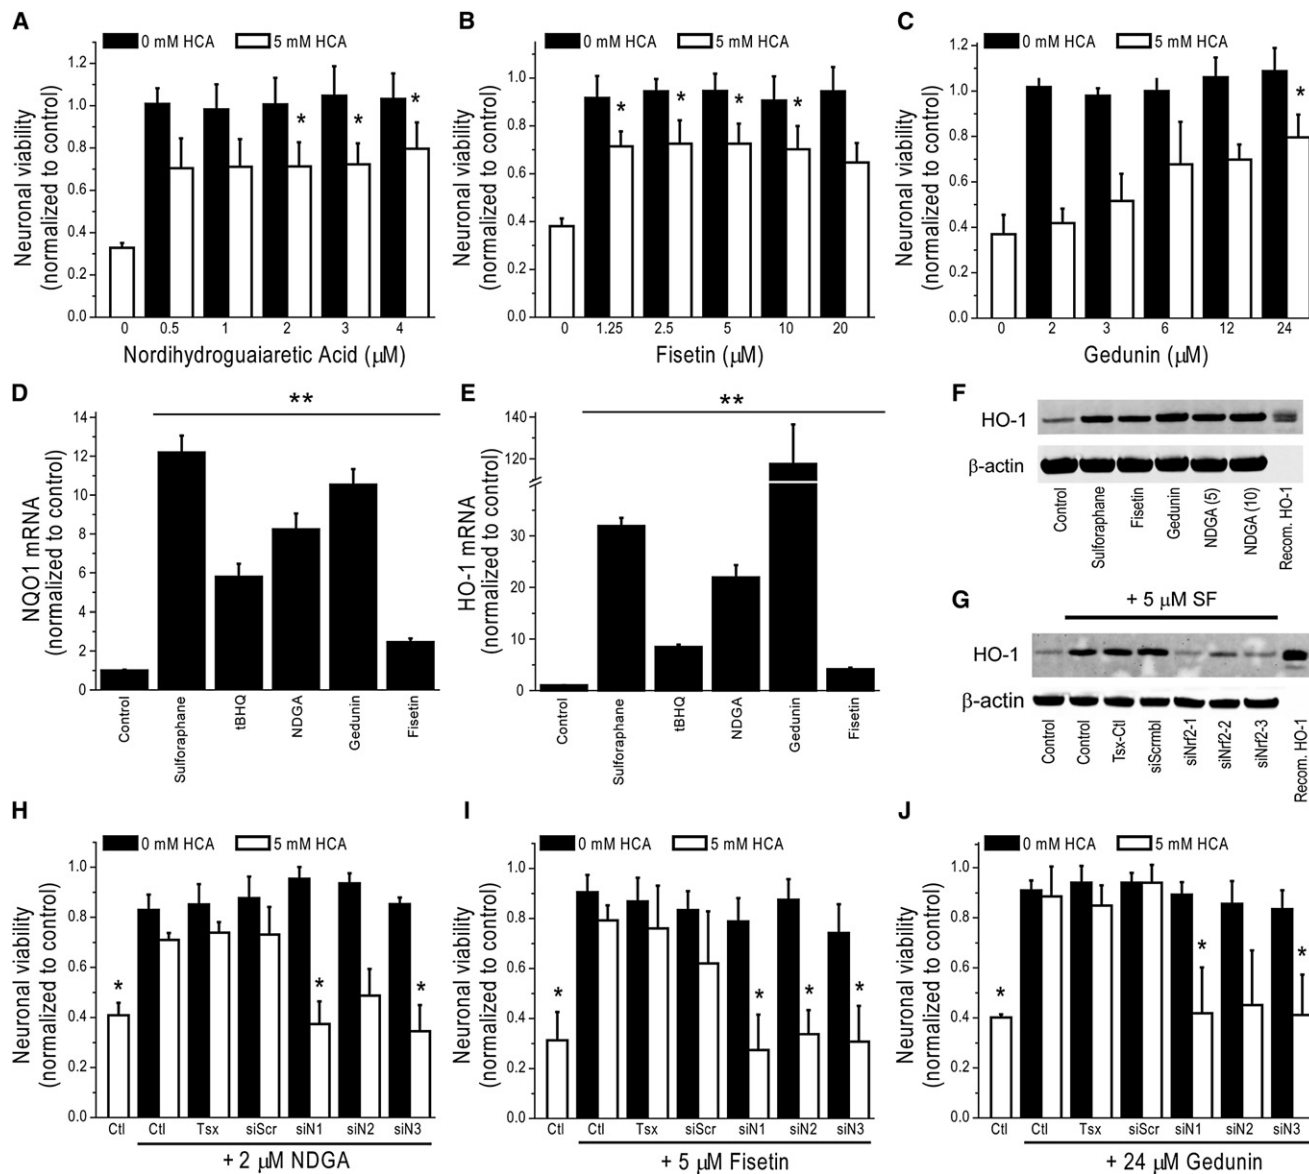 A
0 mM HCA 5 mM HCA
Neuronal viability
(normalized to control)
1.2
1.0
0.8
0.6
0.4
0.2
0.0
* * *
0 0.5 1 2 3 4
Nordihydroguaiaretic Acid (μM)
B
0 mM HCA 5 mM HCA
Neuronal viability
(normalized to control)
1.2
1.0
0.8
0.6
0.4
0.2
0.0
* * * *
0 1.25 2.5 5 10 20
Fisetin (μM)
C
0 mM HCA 5 mM HCA
Neuronal viability
(normalized to control)
1.2
1.0
0.8
0.6
0.4
0.2
0.0
*
0 2 3 6 12 24
Gedunin (μM)
D
**
NQO1 mRNA
(normalized to control)
14
12
10
8
6
4
2
0
Control
Sulforaphane
tBHQ
NDGA
Gedunin
Fisetin
E
**
HO-1 mRNA
(normalized to control)
140
120
30
20
10
0
Control
Sulforaphane
tBHQ
NDGA
Gedunin
Fisetin
F
HO-1
β-actin
Control
Sulforaphane
Fisetin
Gedunin
NDGA (5)
NDGA (10)
Recom. HO-1
G
+ 5 μM SF
HO-1
β-actin
Control
Control
Tsx-Ctl
siScrmbl
siNrf2-1
siNrf2-2
siNrf2-3
Recom. HO-1
H
0 mM HCA 5 mM HCA
Neuronal viability
(normalized to control)
1.0
0.8
0.6
0.4
0.2
0.0
* * *
Ctl Ctl Tsx siScr siN1 siN2 siN3
+ 2 μM NDGA
I
0 mM HCA 5 mM HCA
Neuronal viability
(normalized to control)
1.0
0.8
0.6
0.4
0.2
0.0
* * * *
Ctl Ctl Tsx siScr siN1 siN2 siN3
+ 5 μM Fisetin
J
0 mM HCA 5 mM HCA
Neuronal viability
(normalized to control)
1.0
0.8
0.6
0.4
0.2
0.0
* * *
Ctl Ctl Tsx siScr siN1 siN2 siN3
+ 24 μM Gedunin